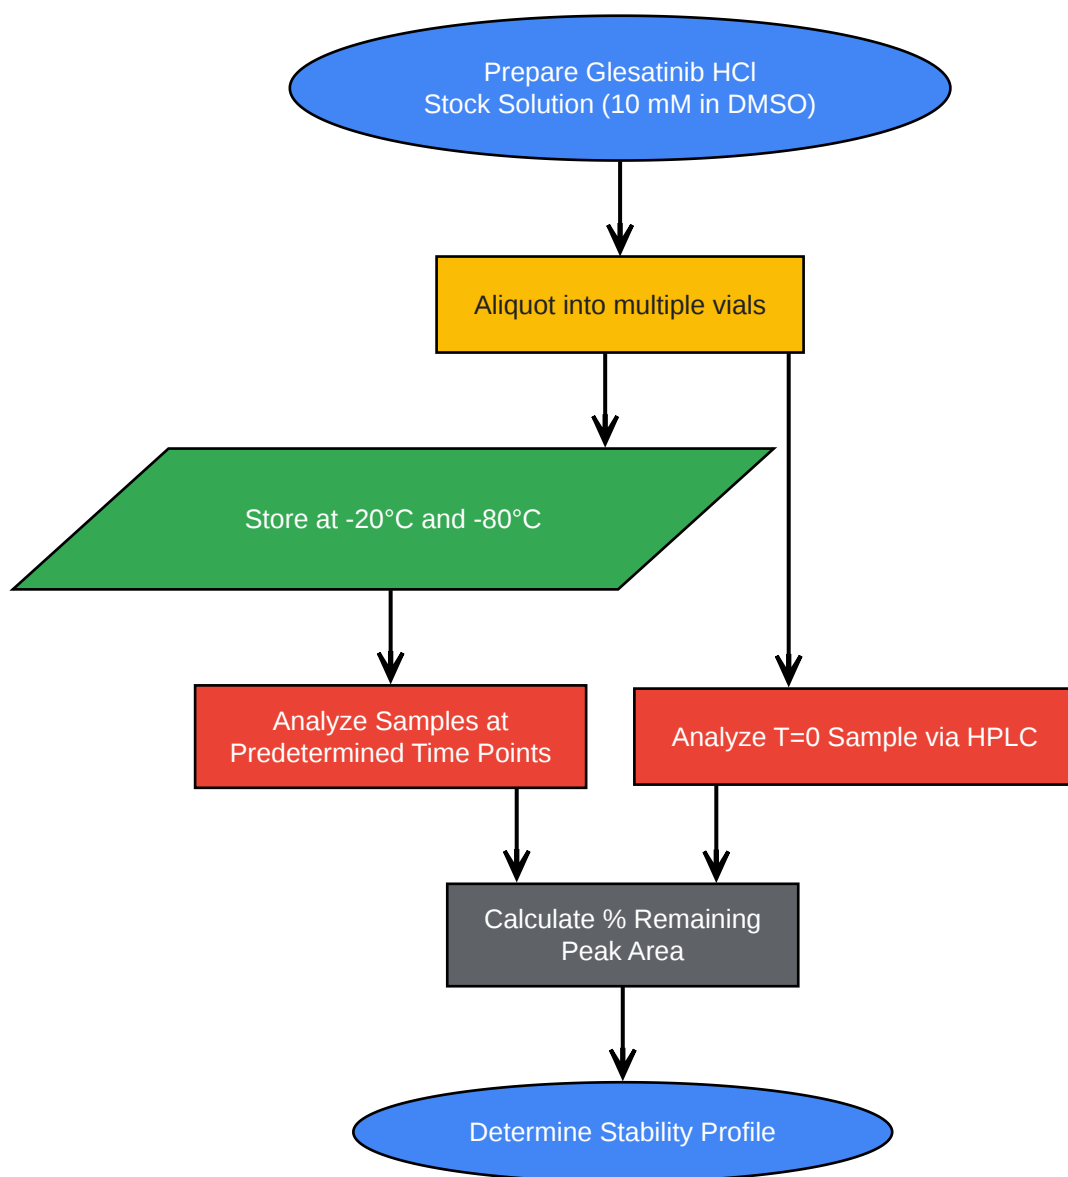 Prepare Glesatinib HCl
Stock Solution (10 mM in DMSO)
Aliquot into multiple vials
Store at -20°C and -80°C
Analyze Samples at
Predetermined Time Points
Analyze T=0 Sample via HPLC
Calculate % Remaining
Peak Area
Determine Stability Profile